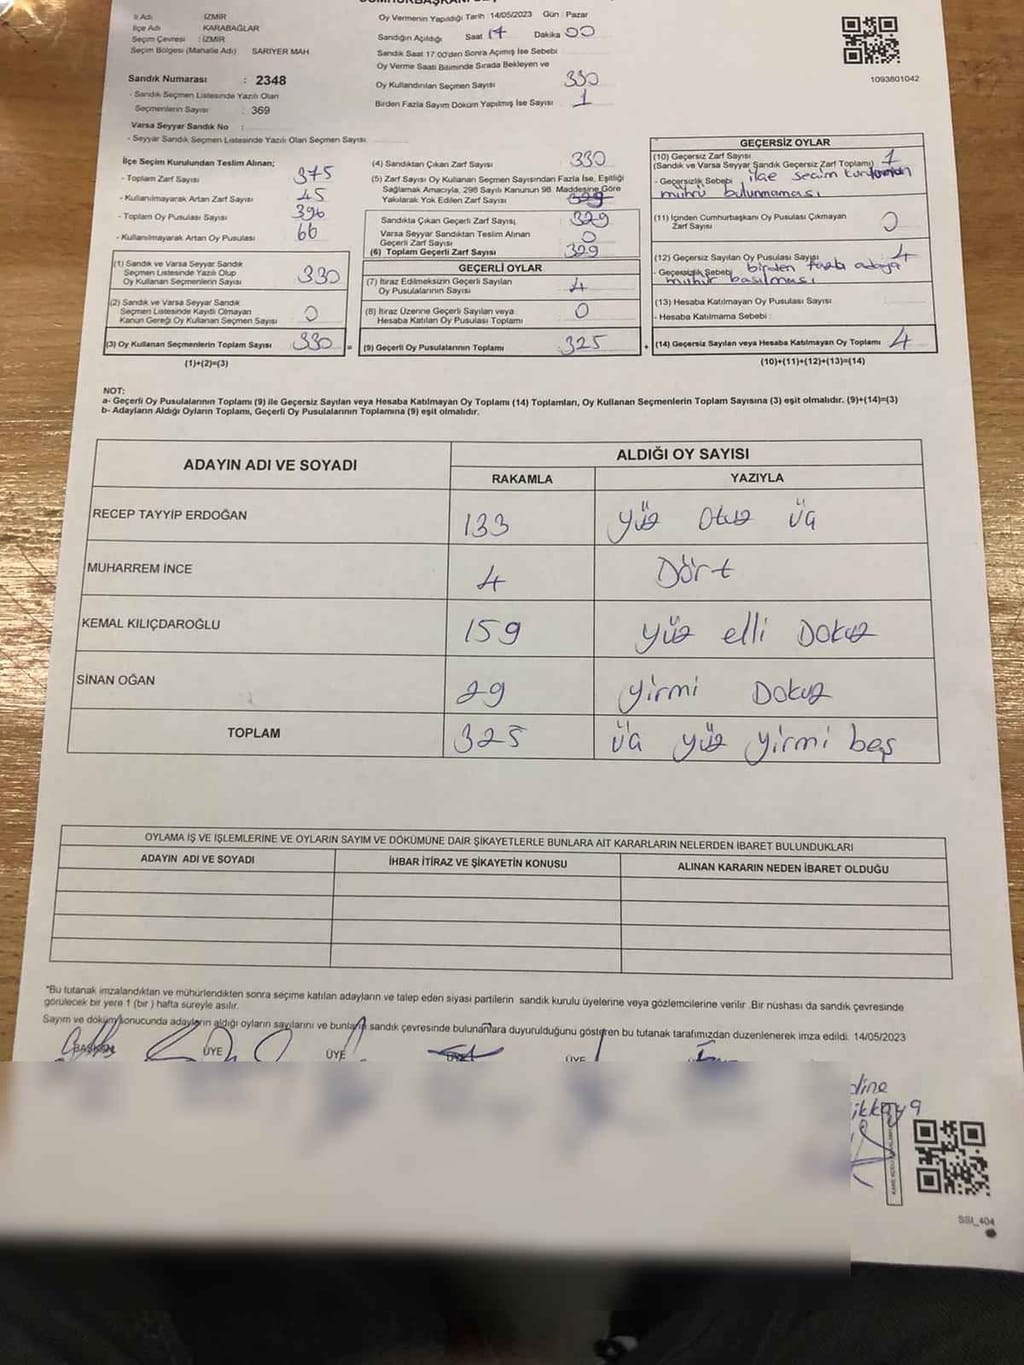 İl Adı : İZMİR
İlçe Adı : KARABAĞLAR
Seçim Çevresi : İZMİR
Seçim Bölgesi (Mahalle Adı) SARIYER MAH
Sandık Numarası : 2348
- Sandık Seçmen Listesinde Yazılı Olan
Seçmenlerin Sayısı : 369
Varsa Seyyar Sandık No :
- Seyyar Sandık Seçmen Listesinde Yazılı Olan Seçmen Sayısı
Oy Vermenin Yapıldığı Tarih : 14/05/2023 Gün : Pazar
Sandığın Açıldığı Saat 17 Dakika 00
Sandık Saat 17.00'den Sonra Açımış İse Sebebi
Oy Verme Saati Bitiminde Sırada Bekleyen ve
Oy Kullandırılan Seçmen Sayısı 330
Birden Fazla Sayım Döküm Yapılmış İse Sayısı 1
1093801042
İlçe Seçim Kurulundan Teslim Alınan;
- Toplam Zarf Sayısı 375
- Kullanılmayarak Artan Zarf Sayısı 45
- Toplam Oy Pusulası Sayısı 396
- Kullanılmayarak Artan Oy Pusulası 66
(1) Sandık ve Varsa Seyyar Sandık
Seçmen Listesinde Yazılı Olup
Oy Kullanan Seçmenlerin Sayısı 330
(2) Sandık ve Varsa Seyyar Sandık
Seçmen Listesinde Kaydı Olmayan
Kanun Gereği Oy Kullanan Seçmen Sayısı 0
(3) Oy Kullanan Seçmenlerin Toplam Sayısı 330 =
(1)+(2)=(3)
(4) Sandıktan Çıkan Zarf Sayısı 330
(5) Zarf Sayısı Oy Kullanan Seçmen Sayısından Fazla İse, Eşitliği
Sağlamak Amacıyla, 298 Sayılı Kanunun 98. Maddesine Göre
Yakılarak Yok Edilen Zarf Sayısı 329
Sandıkta Çıkan Geçerli Zarf Sayısı, 329
Varsa Seyyar Sandıktan Teslim Alınan
Geçerli Zarf Sayısı 0
(6) Toplam Geçerli Zarf Sayısı 329
GEÇERLİ OYLAR
(7) İtiraz Edilmeksizin Geçerli Sayılan
Oy Pusulalarının Sayısı 4
(8) İtiraz Üzerine Geçerli Sayılan veya
Hesaba Katılan Oy Pusulası Toplamı 0
(9) Geçerli Oy Pusulalarının Toplamı 325 +
GEÇERSİZ OYLAR
(10) Geçersiz Zarf Sayısı
(Sandık ve Varsa Seyyar Sandık Geçersiz Zarf Toplamı) 1
- Geçersizlik Sebebi ilçe secim
mührü bulunmaması
(11) İçinden Cumhurbaşkanı Oy Pusulası Çıkmayan
Zarf Sayısı 0
(12) Geçersiz Sayılan Oy Pusulası Sayısı 4
- Geçersizlik Sebebi birden fazla adaya
mühür basılması
(13) Hesaba Katılmayan Oy Pusulası Sayısı
- Hesaba Katılmama Sebebi :
(14) Geçersiz Sayılan veya Hesaba Katılmayan Oy Toplamı 4
(10)+(11)+(12)+(13)=(14)
NOT:
a- Geçerli Oy Pusulalarının Toplamı (9) ile Geçersiz Sayılan veya Hesaba Katılmayan Oy Toplamı (14) Toplamları, Oy Kullanan Seçmenlerin Toplam Sayısına (3) eşit olmalıdır. (9)+(14)=(3)
b- Adayların Aldığı Oyların Toplamı, Geçerli Oy Pusulalarının Toplamına (9) eşit olmalıdır.
ADAYIN ADI VE SOYADI
ALDIĞI OY SAYISI
RAKAMLA YAZIYLA
RECEP TAYYİP ERDOĞAN 133 yüz Otuz üç
MUHARREM İNCE 4 Dört
KEMAL KILIÇDAROĞLU 159 yüz elli Dokuz
SİNAN OĞAN 29 yirmi Dokuz
TOPLAM 325 üç yüz yirmi beş
OYLAMA İŞ VE İŞLEMLERİNE VE OYLARIN SAYIM VE DÖKÜMÜNE DAİR ŞİKAYETLERLE BUNLARA AİT KARARLARIN NELERDEN İBARET BULUNDUKLARI
ADAYIN ADI VE SOYADI İHBAR İTİRAZ VE ŞİKAYETİN KONUSU ALINAN KARARIN NEDEN İBARET OLDUĞU
*Bu tutanak imzalandıktan ve mühürlendikten sonra seçime katılan adayların ve talep eden siyasi partilerin sandık kurulu üyelerine veya gözlemcilerine verilir .Bir nüshası da sandık çevresinde
görülecek bir yere 1 (bir ) hafta süreyle asılır.
Sayım ve döküm sonucunda adayların aldığı oyların sayılarını ve bunların sandık çevresinde bulunanlara duyurulduğunu gösteren bu tutanak tarafımızdan düzenlenerek imza edildi. 14/05/2023
BAŞKAN ÜYE ÜYE ÜYE ÜYE
SSI_404